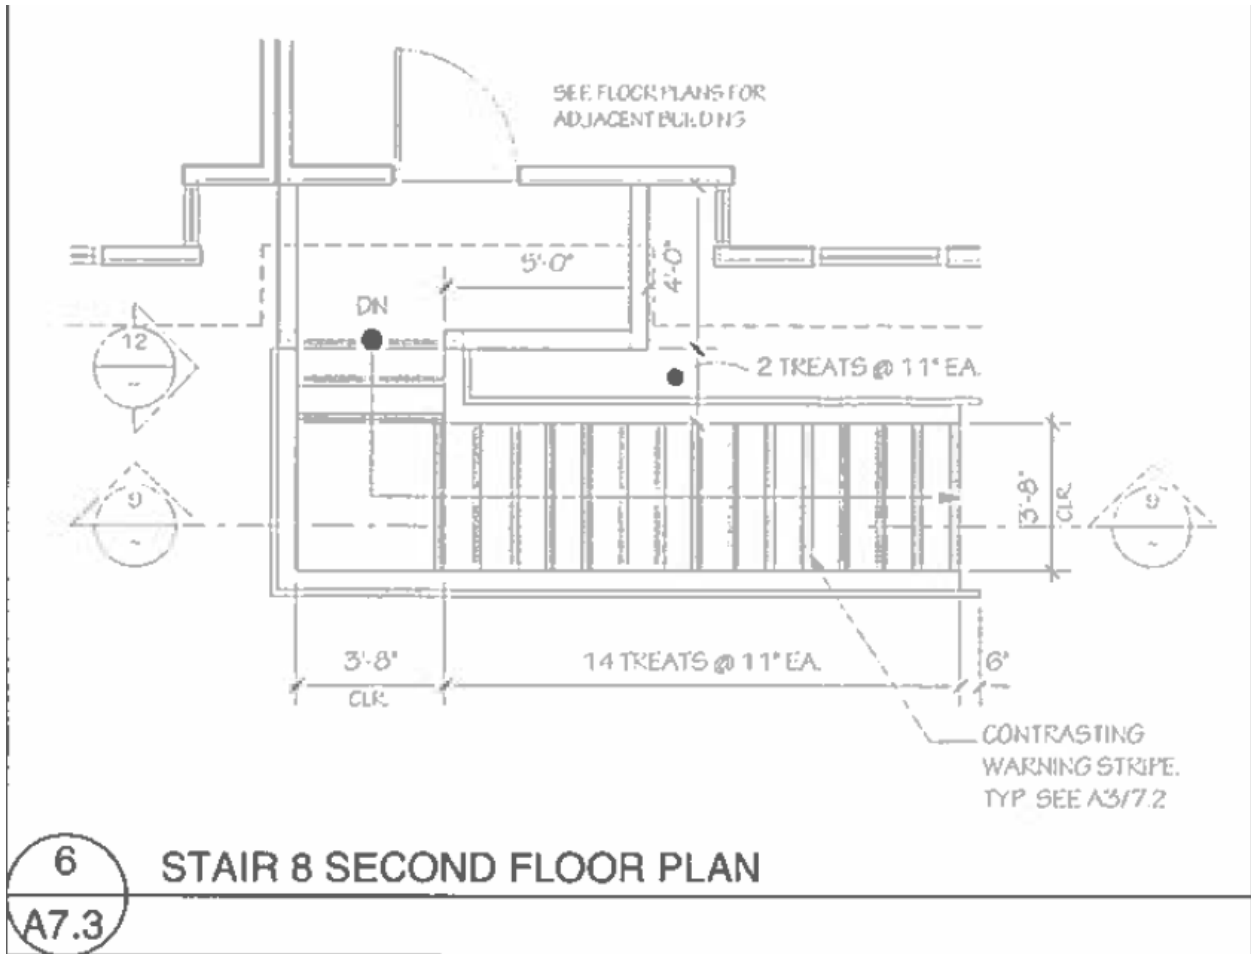 SEE FLOOR PLANS FOR
ADJACENT BUILDING
5'-0"
4'-0"
DN
12
~
2 TREATS @ 11" EA.
9
~
3'-8"
CLR.
9
~
3'-8"
CLR.
14 TREATS @ 11" EA.
6"
CONTRASTING
WARNING STRIPE.
TYP. SEE A3/7.2
6
A7.3
STAIR 8 SECOND FLOOR PLAN